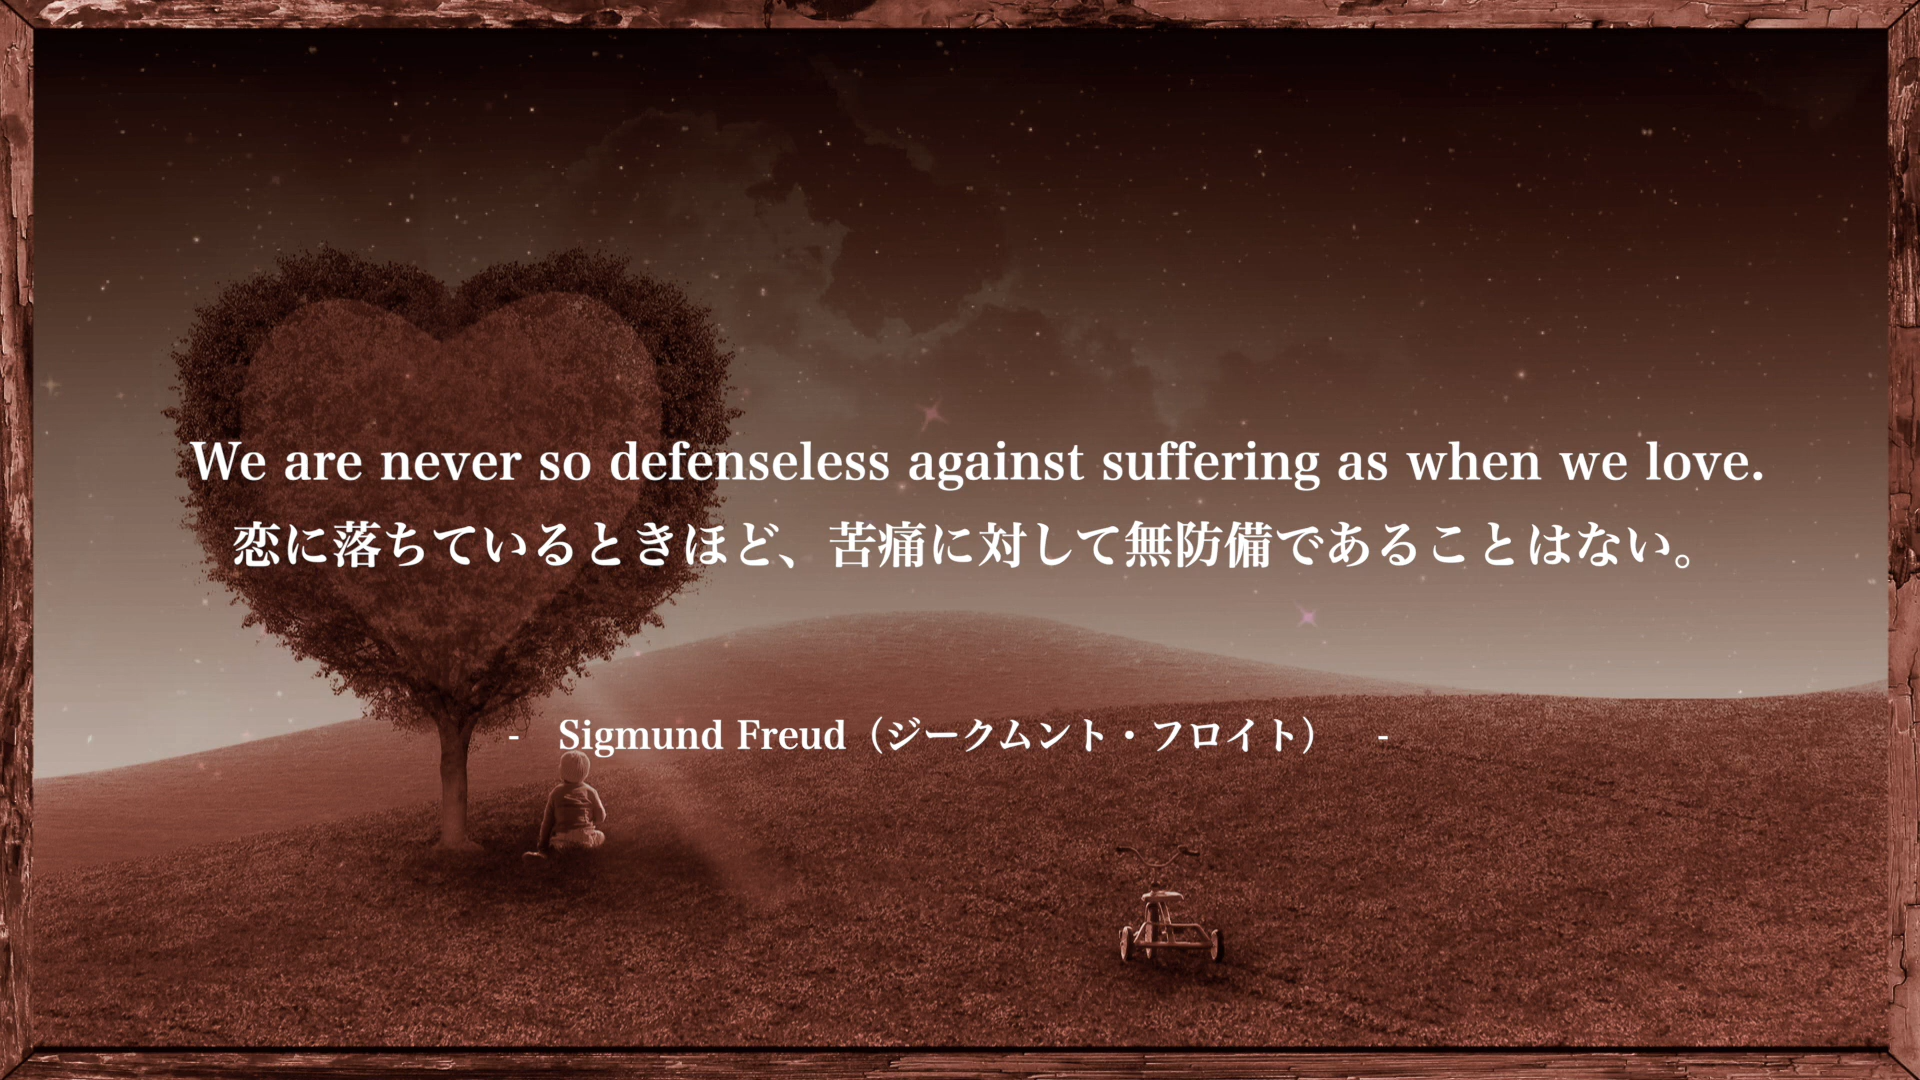 We are never so defenseless against suffering as when we love.
恋に落ちているときほど、苦痛に対して無防備であることはない。
- Sigmund Freud（ジークムント・フロイト） -